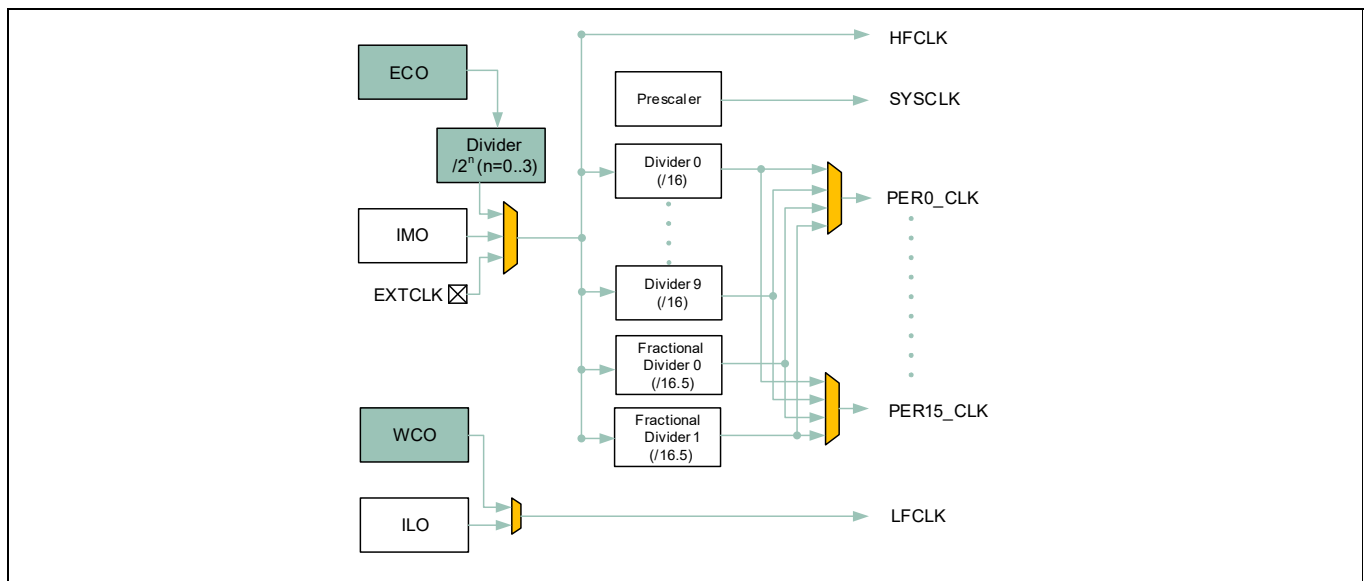 HFCLK
ECO
Prescaler
SYSCLK
Divider
/2ⁿ (n=0..3)
Divider 0
(/16)
PER0_CLK
IMO
EXTCLK
Divider 9
(/16)
Fractional
Divider 0
(/16.5)
PER15_CLK
Fractional
Divider 1
(/16.5)
WCO
LFCLK
ILO